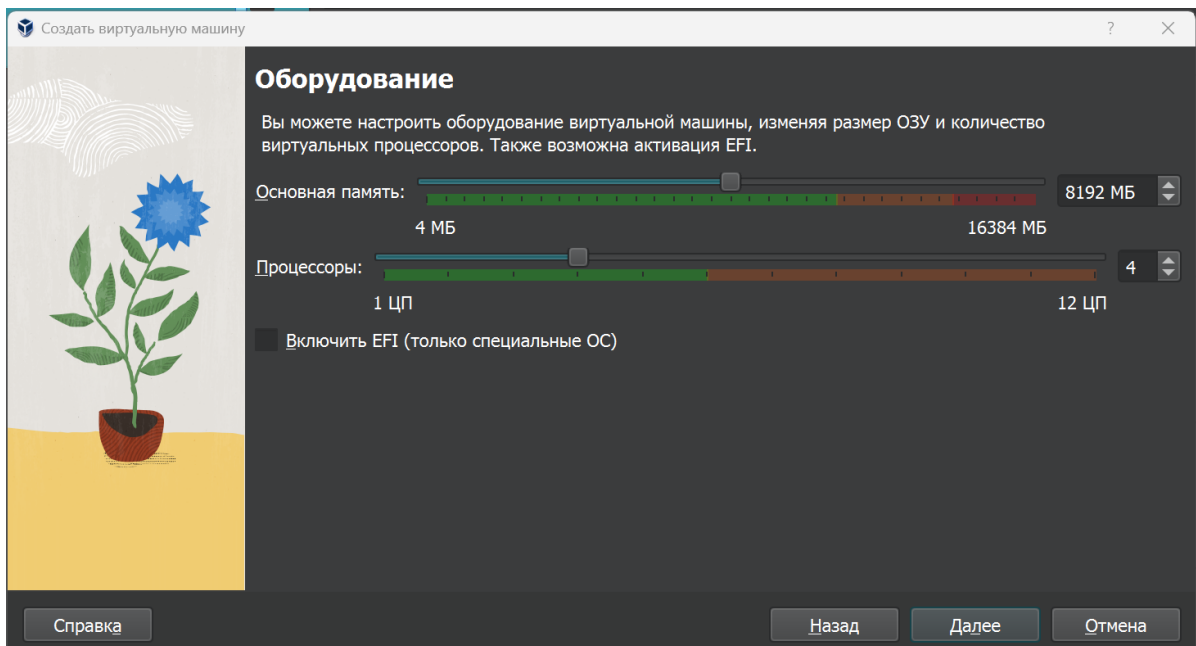 Создать виртуальную машину
?
Оборудование
Вы можете настроить оборудование виртуальной машины, изменяя размер ОЗУ и количество
виртуальных процессоров. Также возможна активация EFI.
Основная память:
8192 МБ
4 МБ
16384 МБ
Процессоры:
4
1 ЦП
12 ЦП
Включить EFI (только специальные ОС)
Справка
Назад
Далее
Отмена